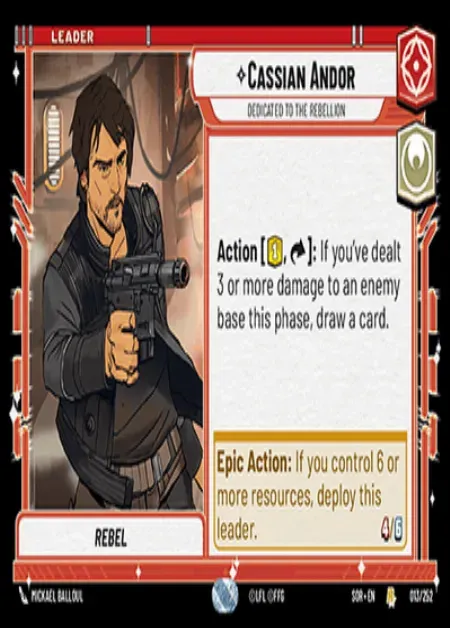 LEADER
CASSIAN ANDOR
DEDICATED TO THE REBELLION
Action [1, ]: If you've dealt
3 or more damage to an enemy
base this phase, draw a card.
Epic Action: If you control 6 or
more resources, deploy this
leader.
4/6
REBEL
MICKAEL BALLOUL
©LFL ©FFG
SOR • EN
013/252